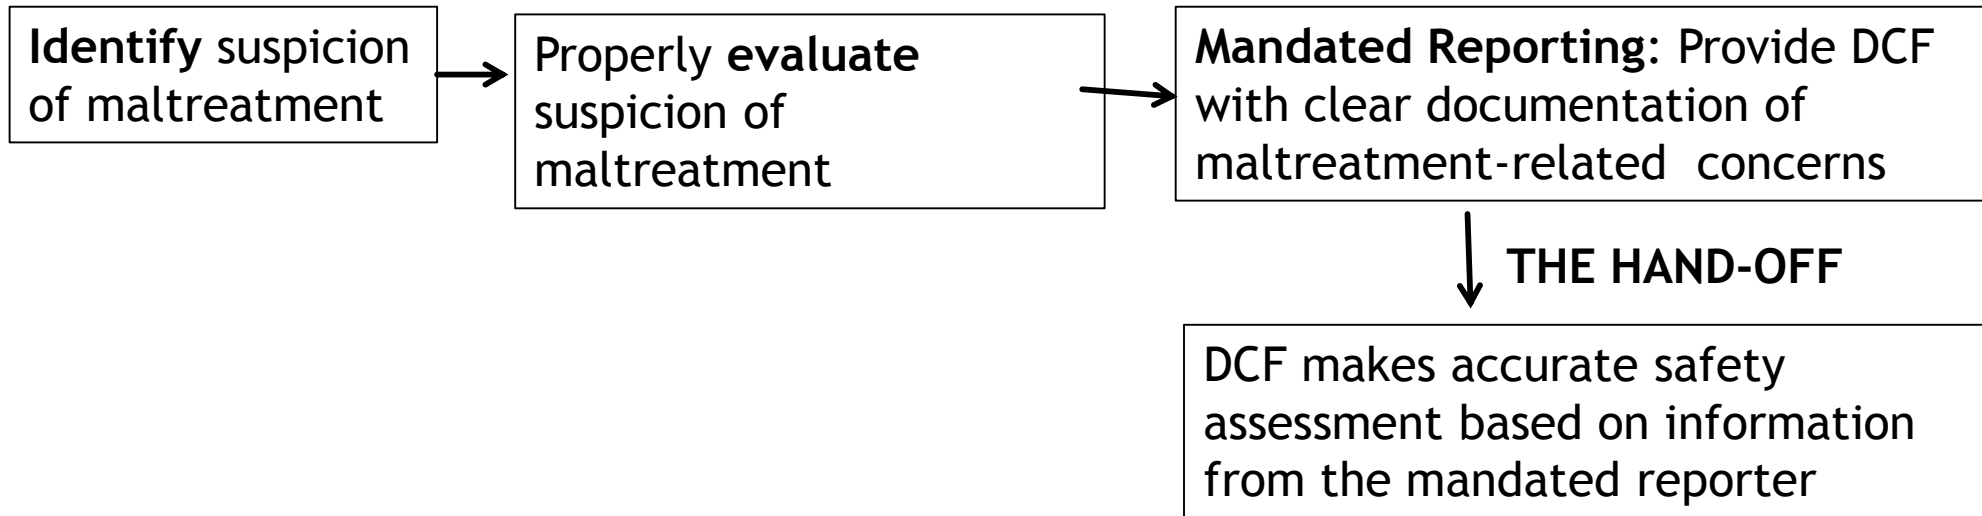 Identify suspicion
of maltreatment
Properly evaluate
suspicion of
maltreatment
Mandated Reporting: Provide DCF
with clear documentation of
maltreatment-related concerns
THE HAND-OFF
DCF makes accurate safety
assessment based on information
from the mandated reporter